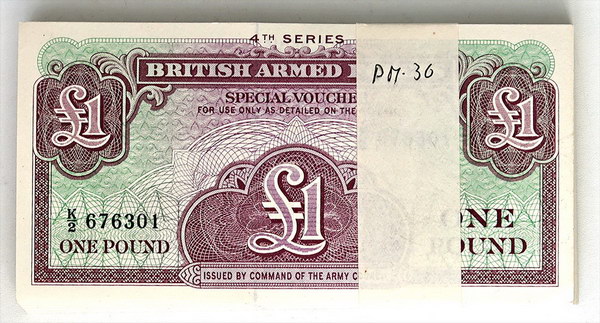 4TH SERIES
BRITISH ARMED
SPECIAL VOUCHE
FOR USE ONLY AS DETAILED ON THE
PM-36
£1
£1
£1
K/2 676301
ONE POUND
ONE
POUND
ISSUED BY COMMAND OF THE ARMY C